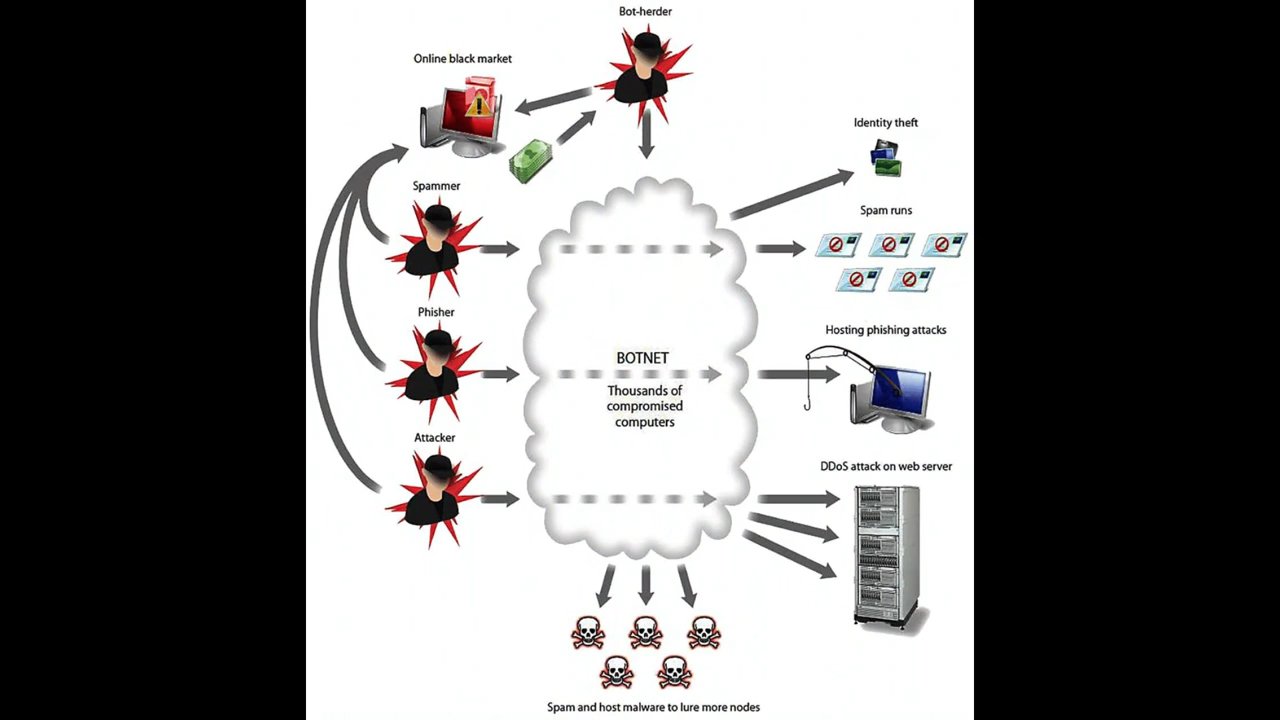 Bot-herder
Online black market
Identity theft
Spammer
Spam runs
Phisher
Hosting phishing attacks
BOTNET
Thousands of
compromised
computers
Attacker
DDoS attack on web server
Spam and host malware to lure more nodes